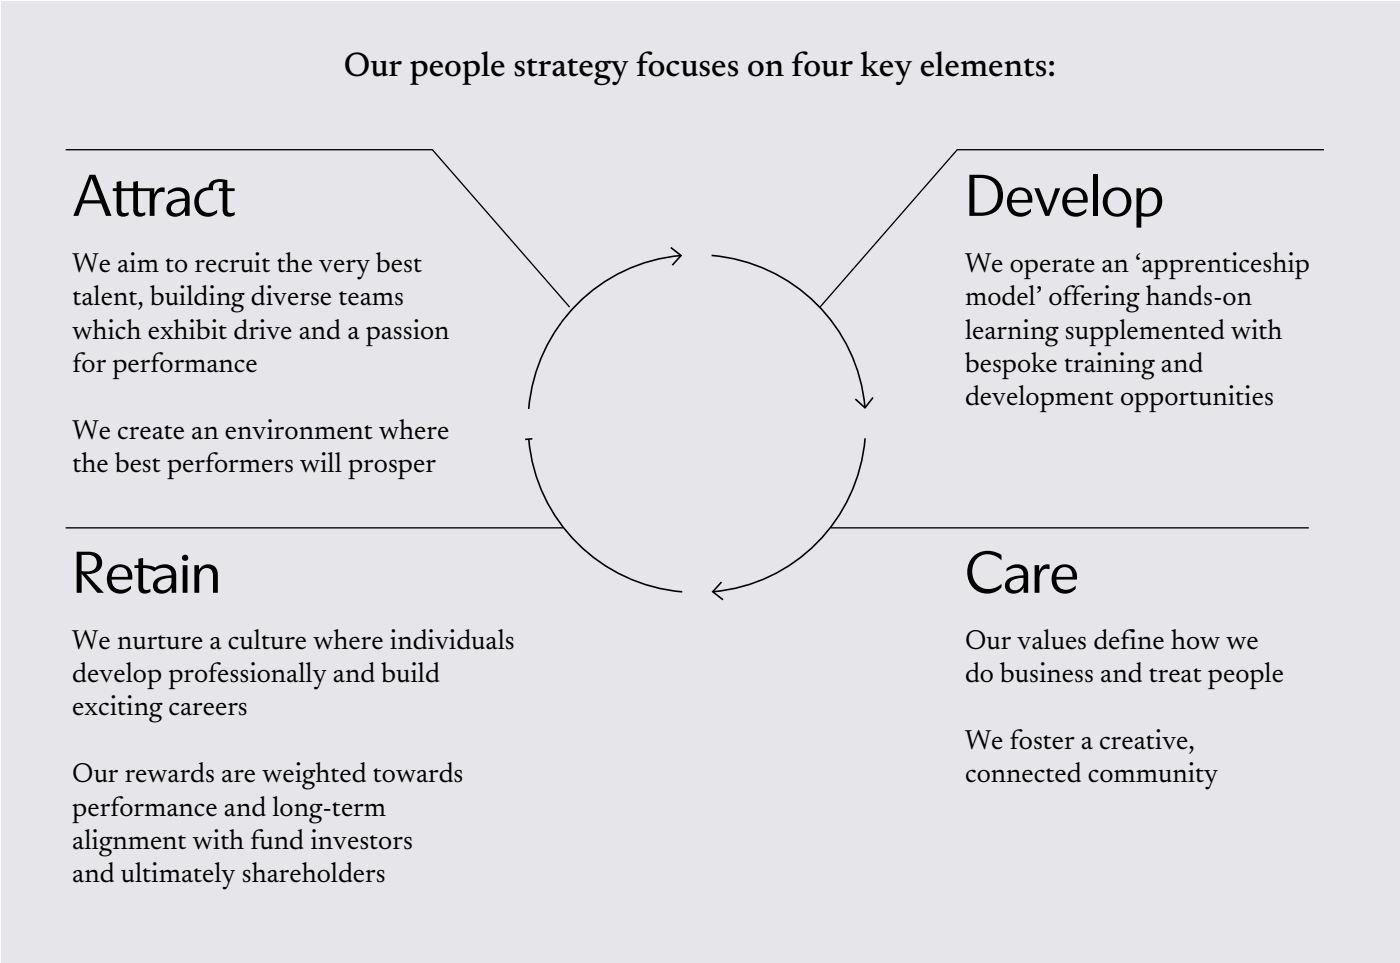 Our people strategy focuses on four key elements:
Attract
We aim to recruit the very best
talent, building diverse teams
which exhibit drive and a passion
for performance
We create an environment where
the best performers will prosper
Develop
We operate an ‘apprenticeship
model’ offering hands-on
learning supplemented with
bespoke training and
development opportunities
Retain
We nurture a culture where individuals
develop professionally and build
exciting careers
Our rewards are weighted towards
performance and long-term
alignment with fund investors
and ultimately shareholders
Care
Our values define how we
do business and treat people
We foster a creative,
connected community